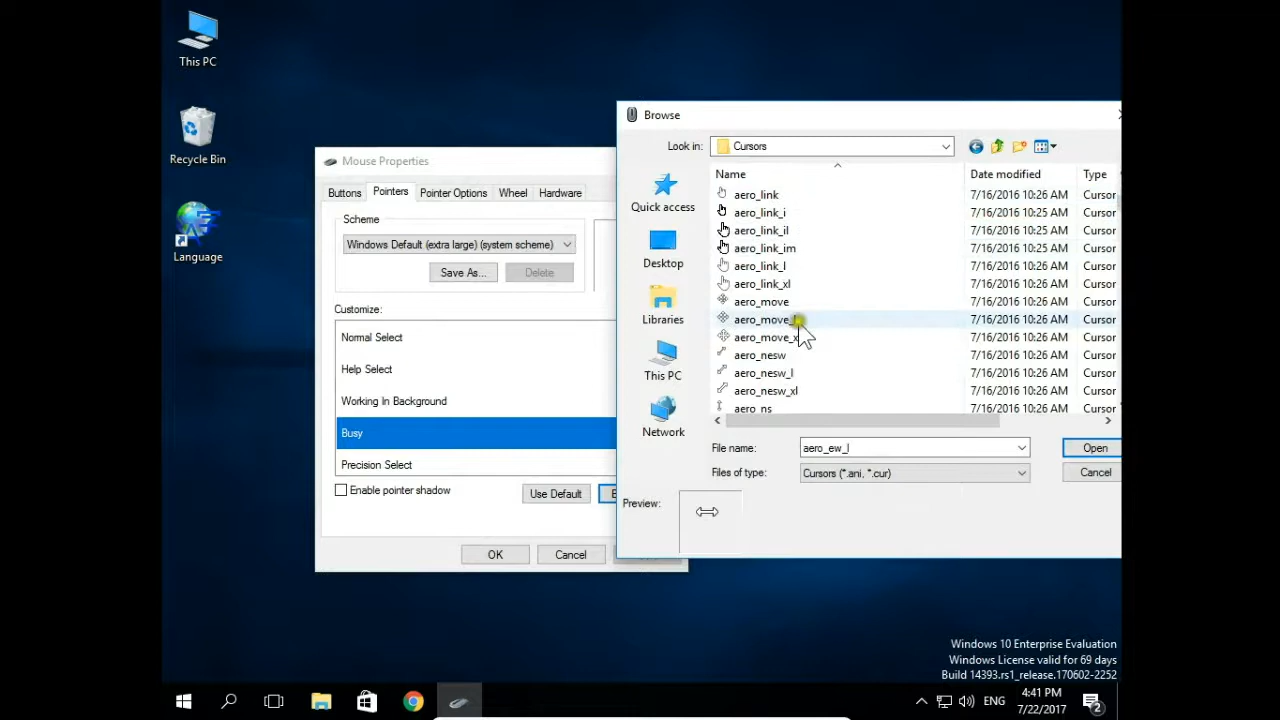 This PC
Recycle Bin
Language
Mouse Properties
Buttons
Pointers
Pointer Options
Wheel
Hardware
Scheme
Windows Default (extra large) (system scheme)
Save As...
Delete
Customize:
Normal Select
Help Select
Working In Background
Busy
Precision Select
Enable pointer shadow
Use Default
OK
Cancel
Browse
Look in:
Cursors
Quick access
Desktop
Libraries
This PC
Network
Name Date modified Type
aero_link 7/16/2016 10:26 AM Cursor
aero_link_i 7/16/2016 10:25 AM Cursor
aero_link_il 7/16/2016 10:25 AM Cursor
aero_link_im 7/16/2016 10:25 AM Cursor
aero_link_l 7/16/2016 10:26 AM Cursor
aero_link_xl 7/16/2016 10:26 AM Cursor
aero_move 7/16/2016 10:26 AM Cursor
aero_move_l 7/16/2016 10:26 AM Cursor
aero_move_x 7/16/2016 10:26 AM Cursor
aero_nesw 7/16/2016 10:26 AM Cursor
aero_nesw_l 7/16/2016 10:26 AM Cursor
aero_nesw_xl 7/16/2016 10:26 AM Cursor
aero_ns 7/16/2016 10:26 AM Cursor
File name: aero_ew_l Open
Files of type: Cursors (*.ani, *.cur) Cancel
Preview:
Windows 10 Enterprise Evaluation
Windows License valid for 69 days
Build 14393.rs1_release.170602-2252
ENG
4:41 PM
7/22/2017
2